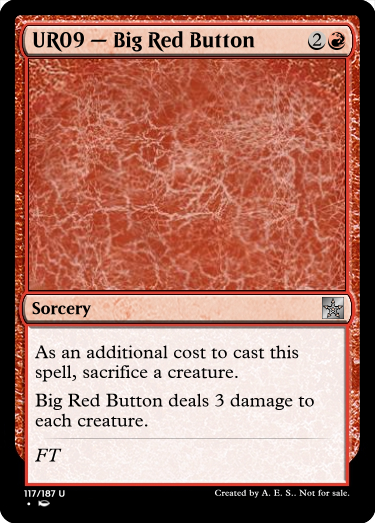 UR09 — Big Red Button 2
Sorcery
As an additional cost to cast this
spell, sacrifice a creature.
Big Red Button deals 3 damage to
each creature.
FT
117/187 U
Created by A. E. S.. Not for sale.